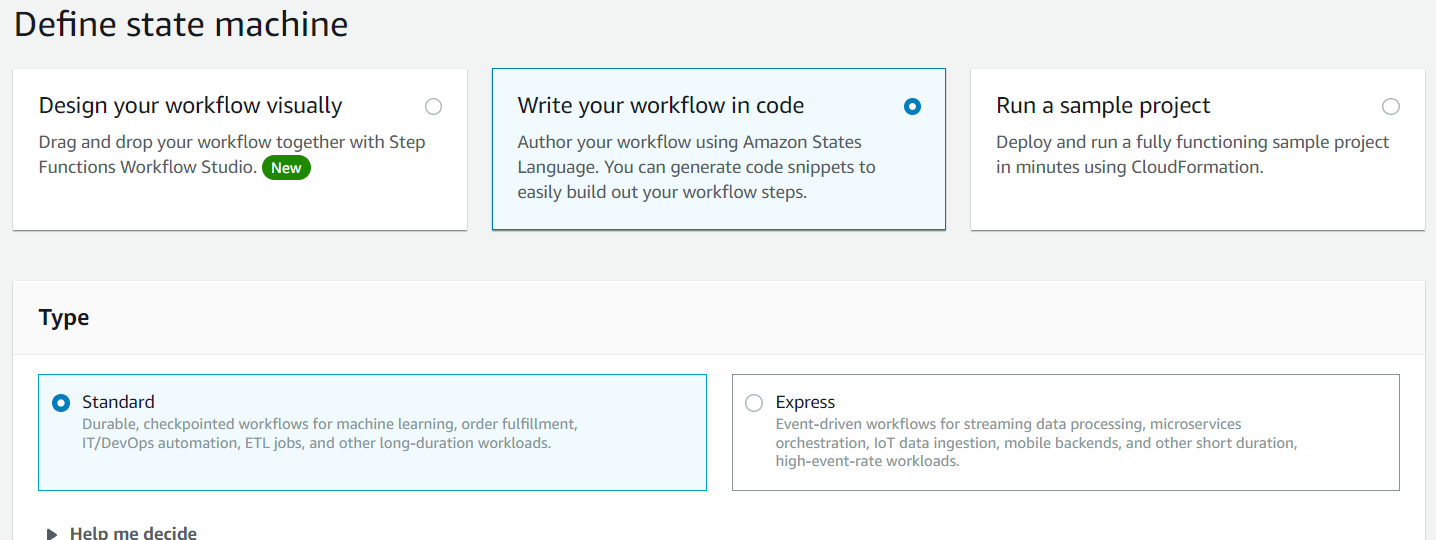 Define state machine
Design your workflow visually
Drag and drop your workflow together with Step
Functions Workflow Studio. New
Write your workflow in code
Author your workflow using Amazon States
Language. You can generate code snippets to
easily build out your workflow steps.
Run a sample project
Deploy and run a fully functioning sample project
in minutes using CloudFormation.
Type
Standard
Durable, checkpointed workflows for machine learning, order fulfillment,
IT/DevOps automation, ETL jobs, and other long-duration workloads.
Express
Event-driven workflows for streaming data processing, microservices
orchestration, IoT data ingestion, mobile backends, and other short duration,
high-event-rate workloads.
Help me decide